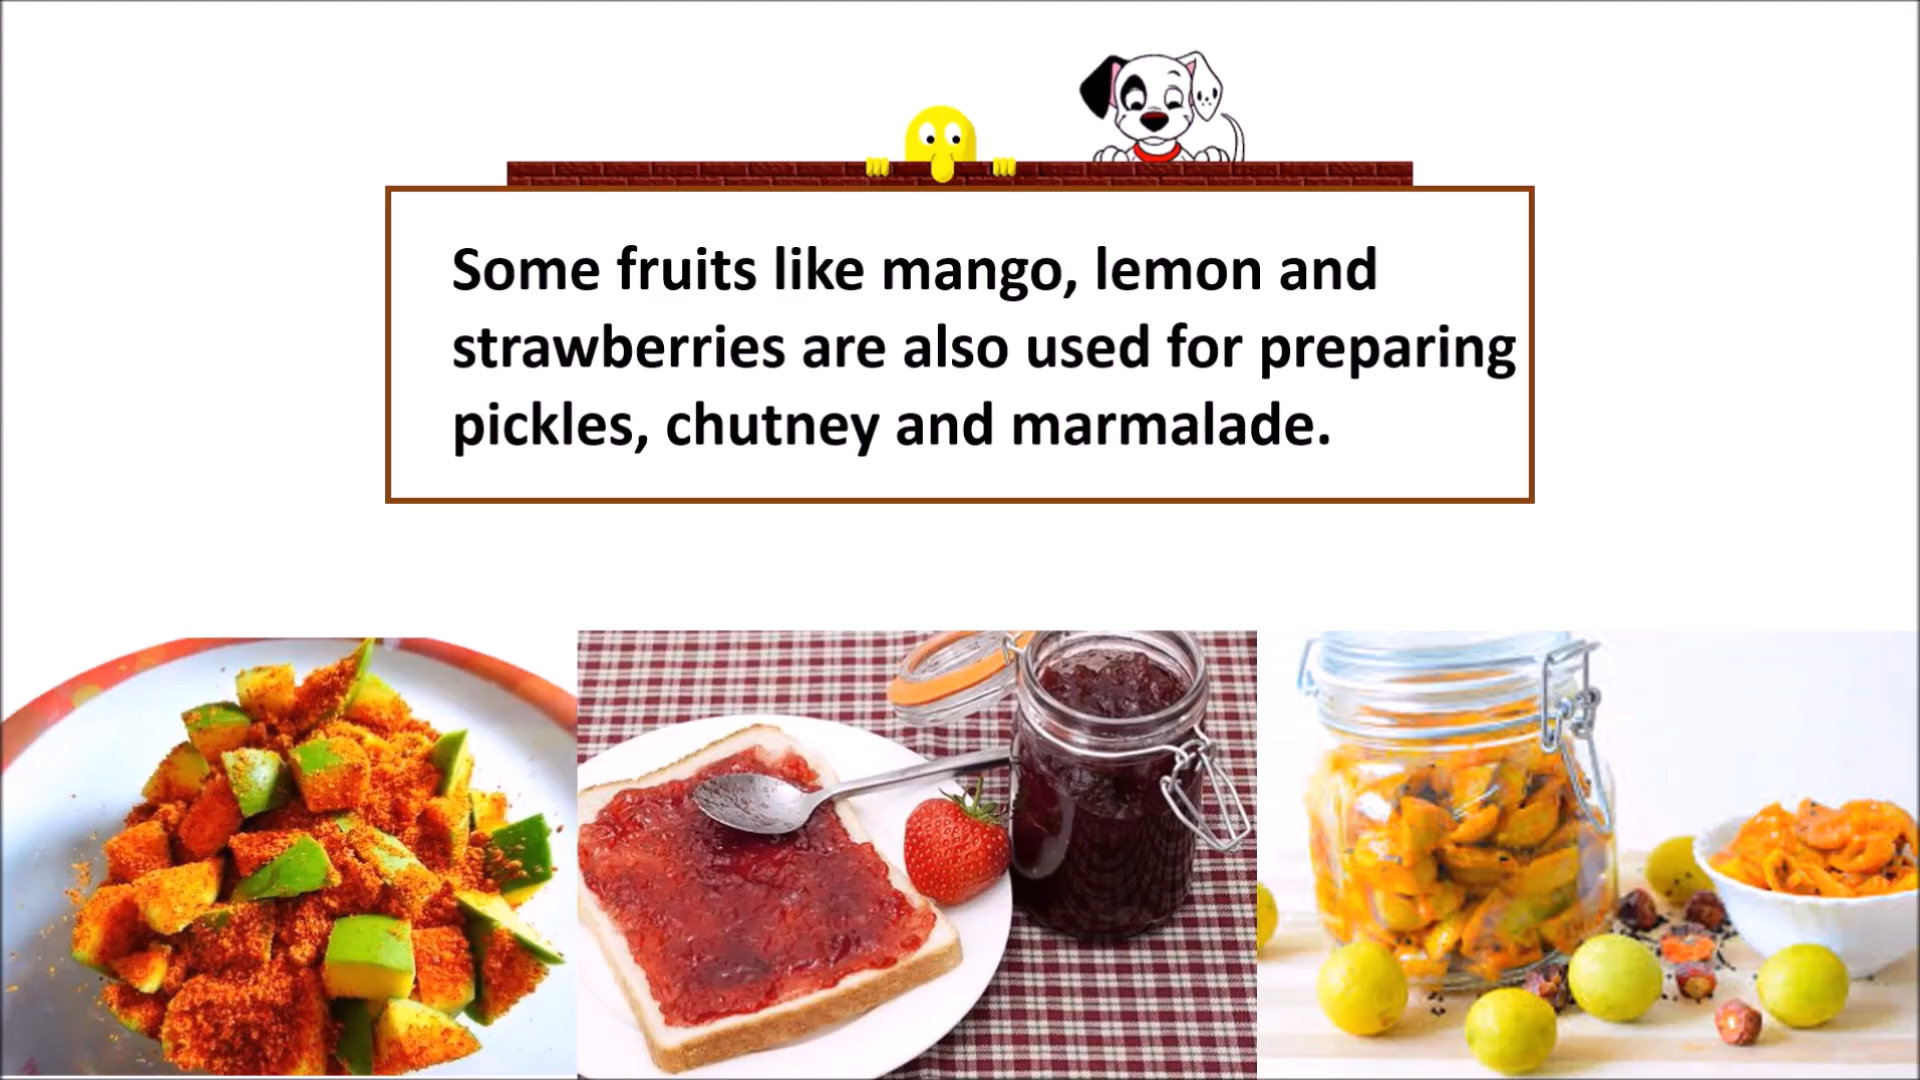 Some fruits like mango, lemon and
strawberries are also used for preparing
pickles, chutney and marmalade.